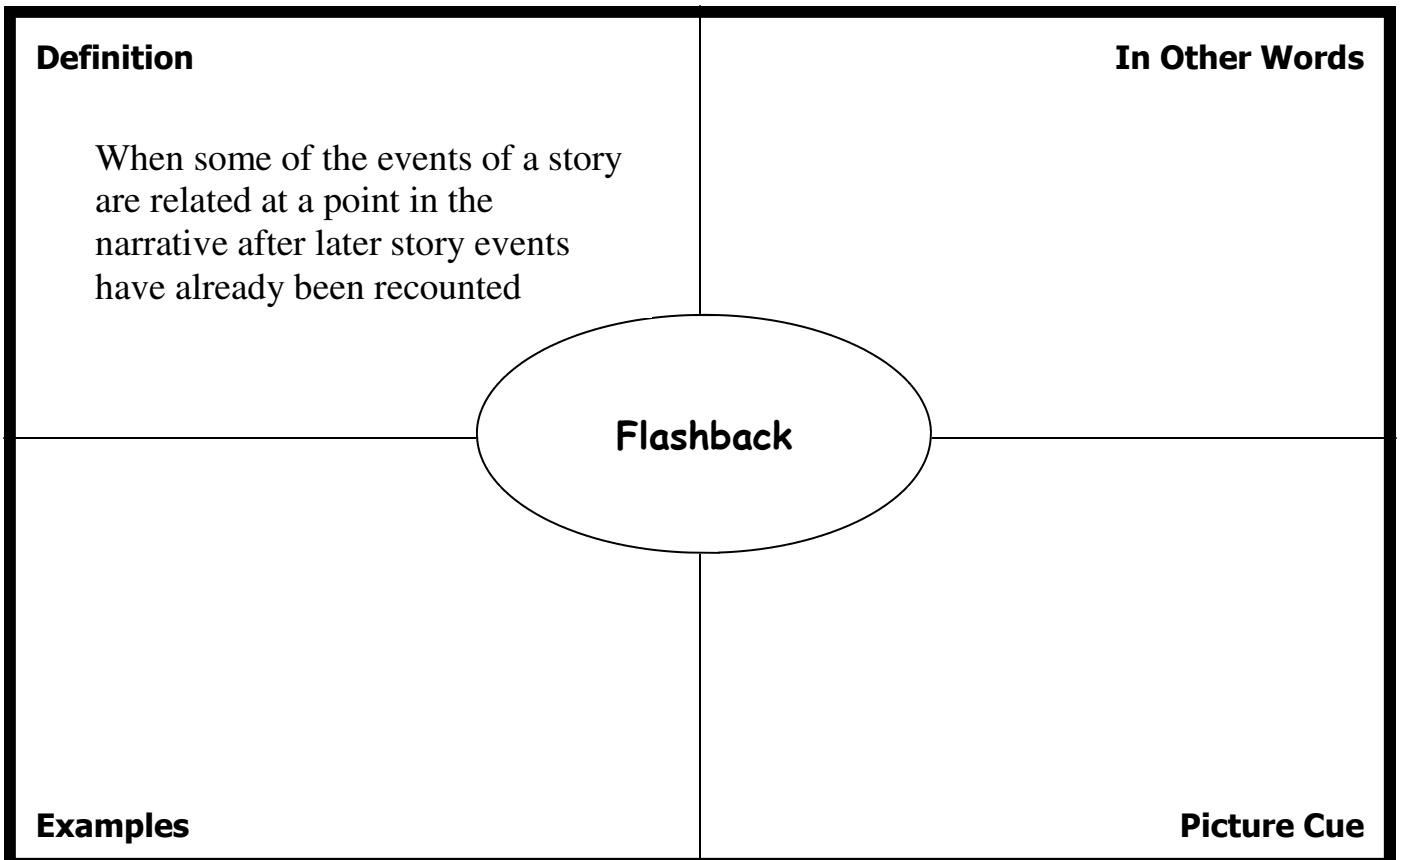 Definition
In Other Words
When some of the events of a story
are related at a point in the
narrative after later story events
have already been recounted
Flashback
Examples
Picture Cue